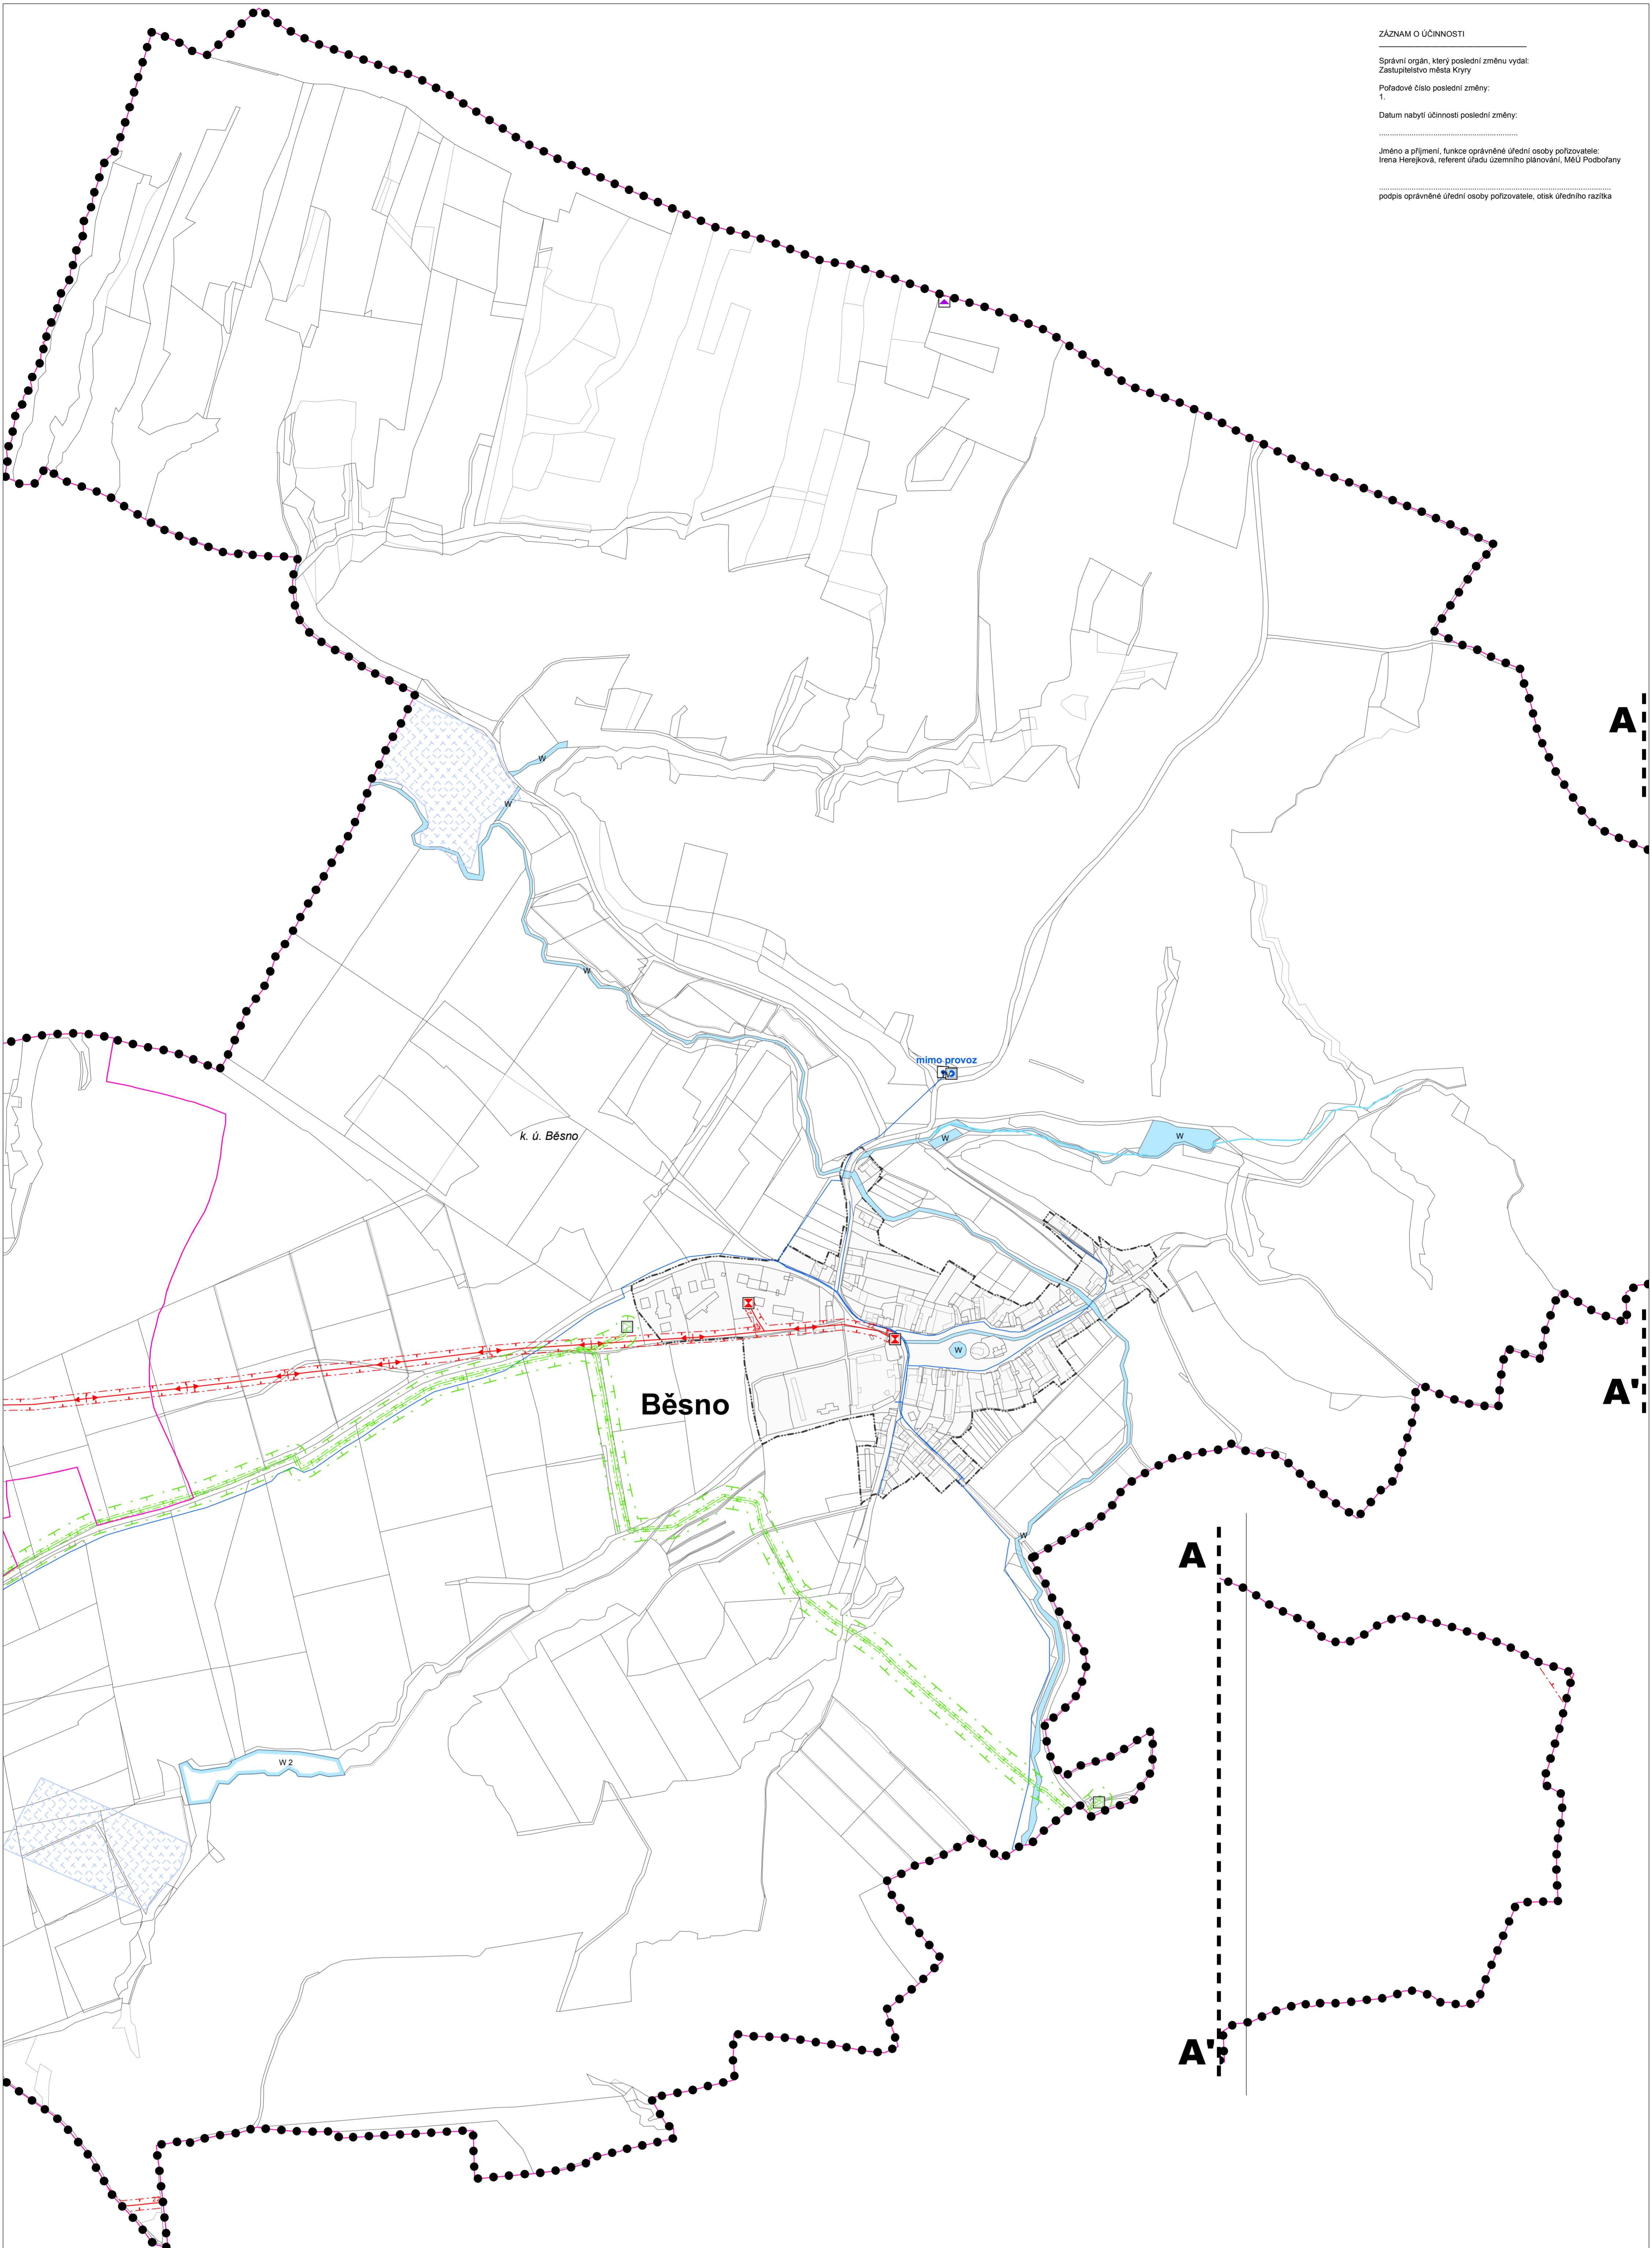 ZÁZNAM O ÚČINNOSTI
Správní orgán, který poslední změnu vydal:
Zastupitelstvo města Kryry
Pořadové číslo poslední změny:
1.
Datum nabytí účinnosti poslední změny:
................................................................
Jméno a příjmení, funkce oprávněné úřední osoby pořizovatele:
Irena Herejková, referent úřadu územního plánování, MěÚ Podbořany
.............................................................................................................
podpis oprávněné úřední osoby pořizovatele, otisk úředního razítka
A
W
W
W
mimo provoz
k. ú. Běsno
W
W
W
A'
Běsno
W
A
W 2
A'